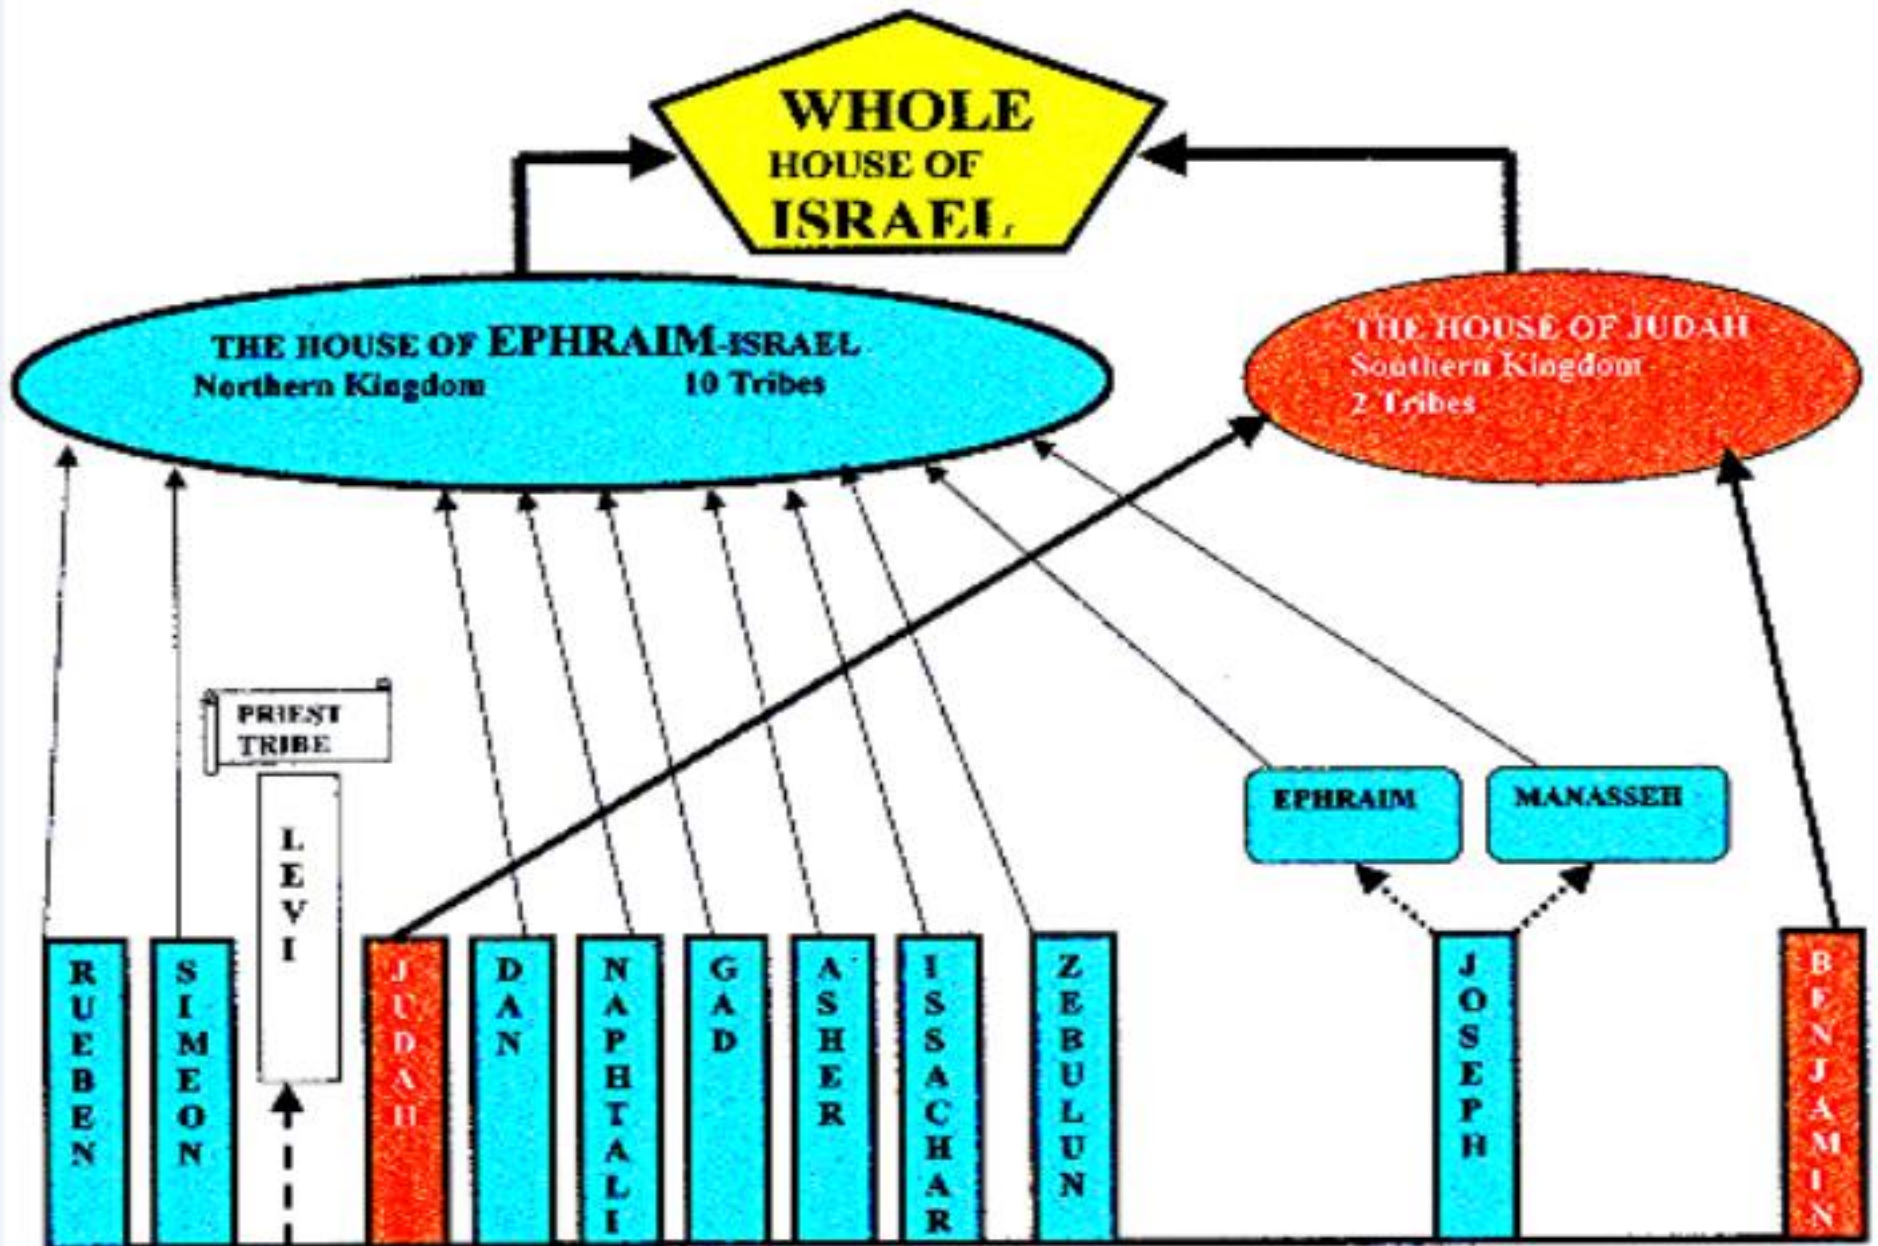 WHOLE
HOUSE OF
ISRAEL
THE HOUSE OF EPHRAIM-ISRAEL
Northern Kingdom 10 Tribes
THE HOUSE OF JUDAH
Southern Kingdom
2 Tribes
PRIEST
TRIBE
EPHRAIM
MANASSEH
RUEBEN
SIMEON
LEVI
JUDAH
DAN
NAPHTALI
GAD
ASHER
ISSACHAR
ZEBULUN
JOSEPH
BENJAMIN